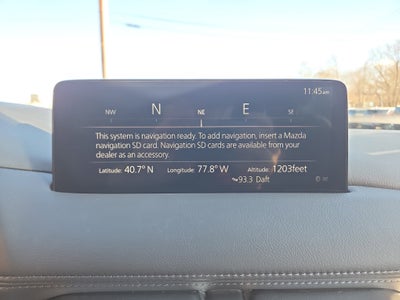 11:45am
NW N NE E SE
This system is navigation ready. To add navigation, insert a Mazda
navigation SD card. Navigation SD cards are available from your
dealer as an accessory.
Latitude: 40.7° N Longitude: 77.8° W Altitude: 1203feet
93.3 Daft